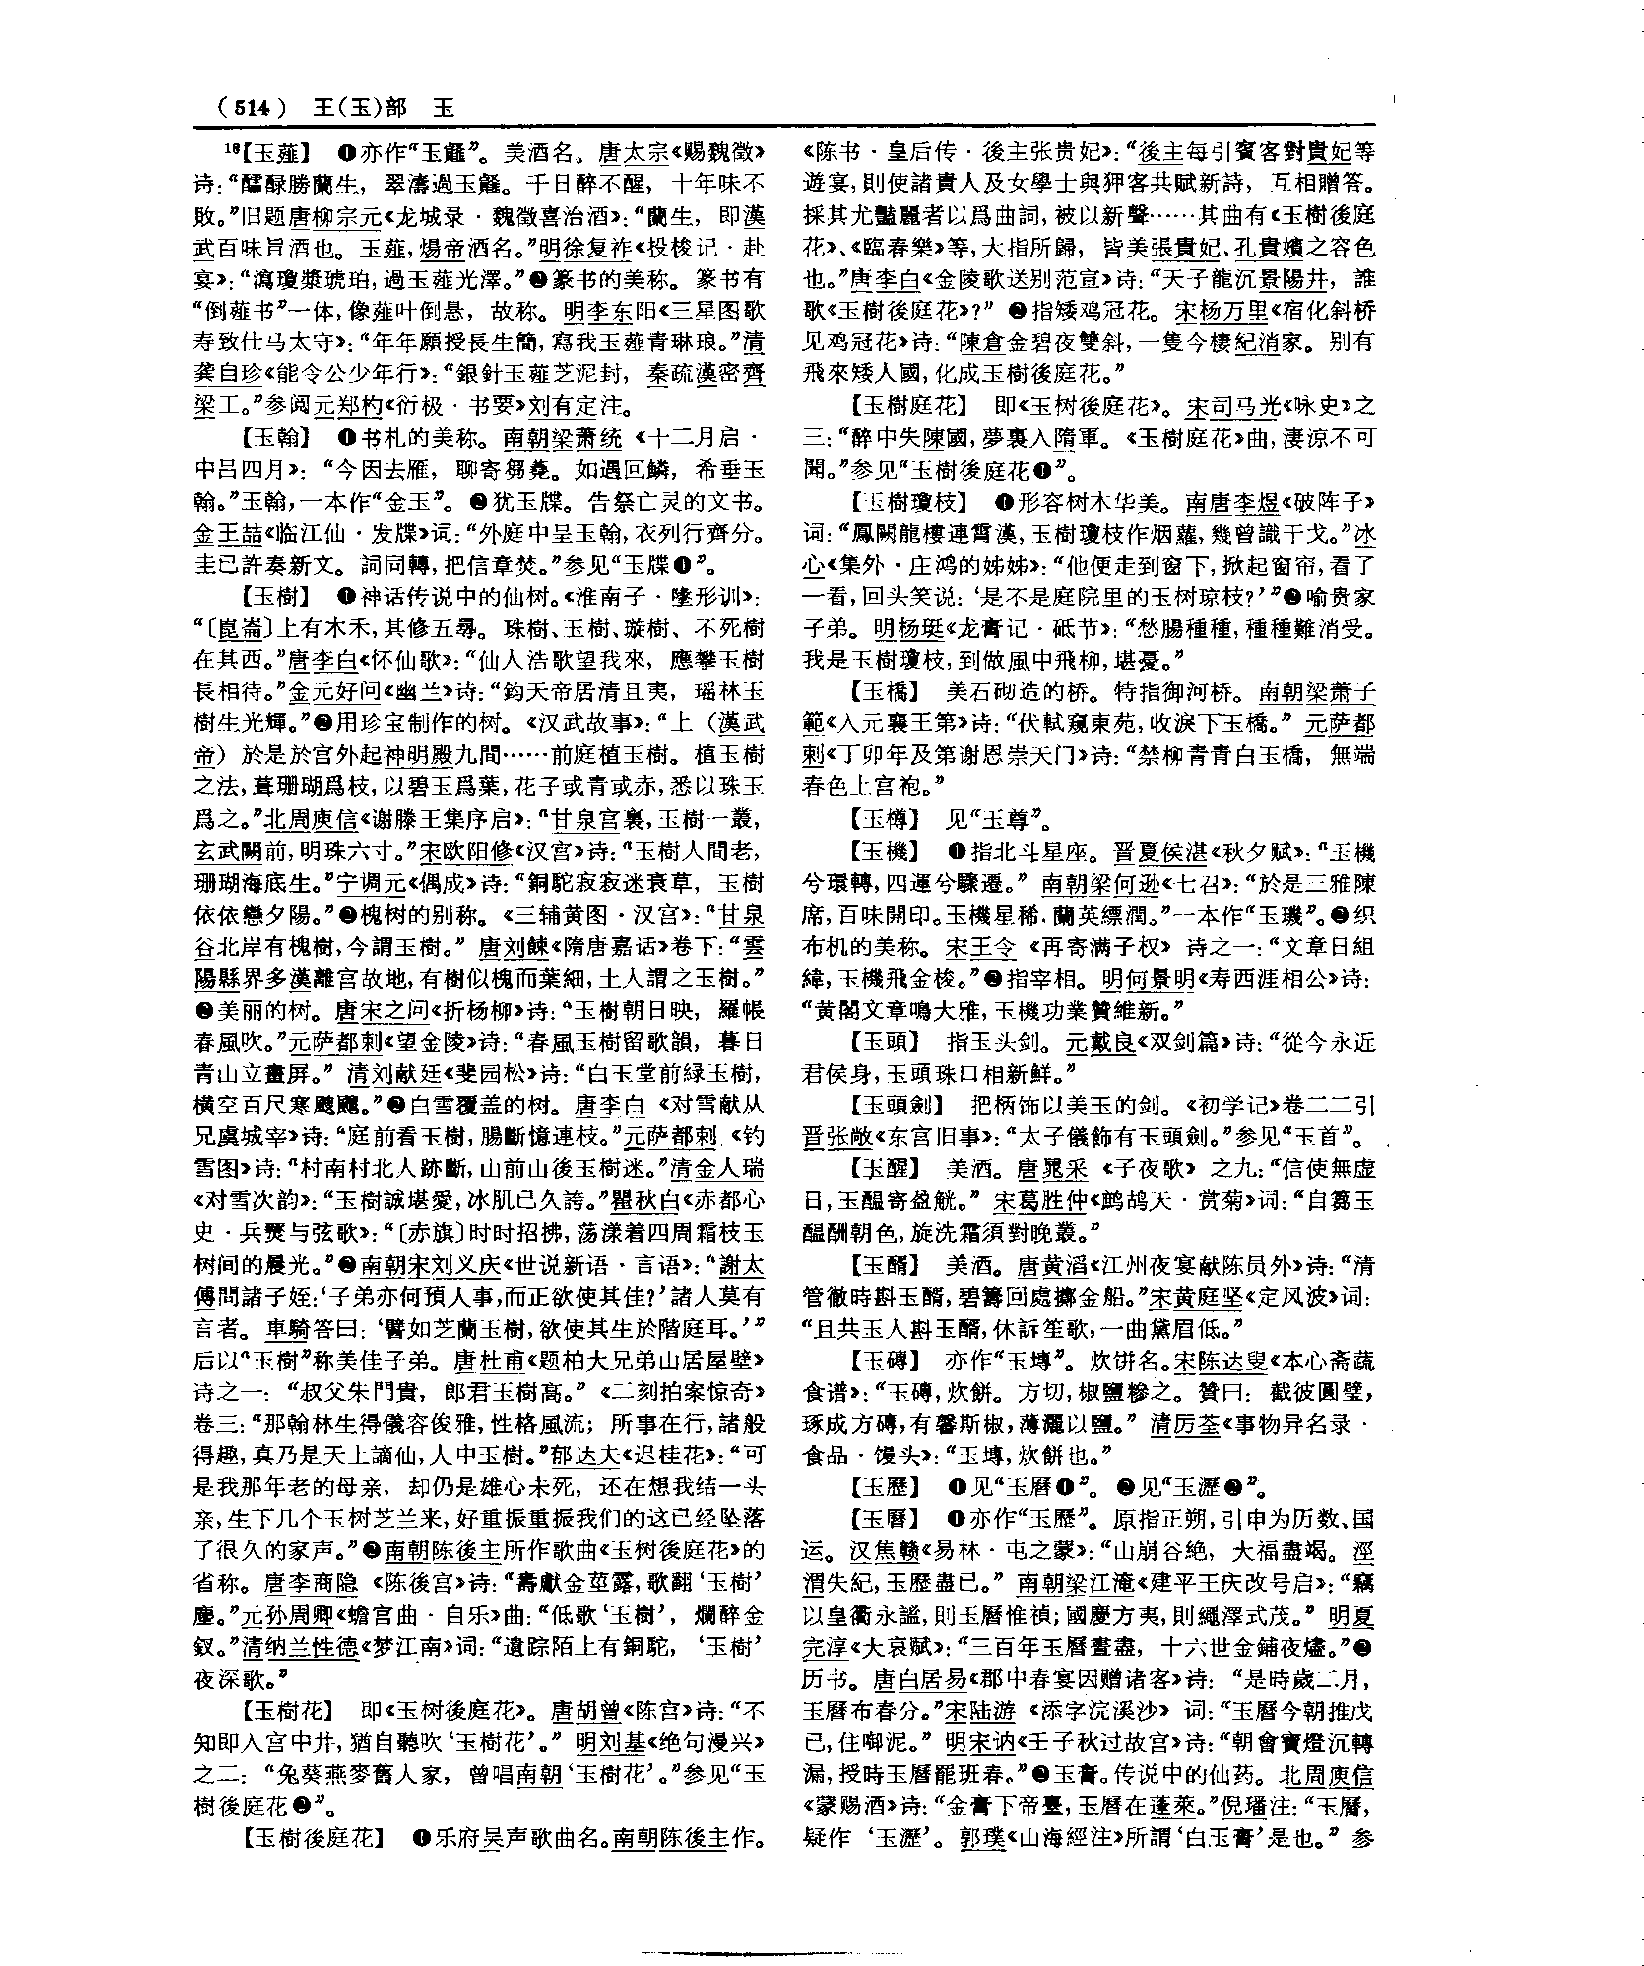 (514) 王(玉)部 玉
16【玉薤】 ❶亦作“玉䪥”。美酒名。唐太宗《赐魏徵》
诗：“醽醁勝蘭生，翠濤過玉䪥。千日醉不醒，十年味不
敗。”旧题唐柳宗元《龙城录·魏徵喜治酒》：“蘭生，即漢
武百味旨酒也。玉薤，煬帝酒名。”明徐复祚《投梭记·赴
宴》：“瀉瓊漿琥珀，過玉薤光澤。”❷篆书的美称。篆书有
“倒薤书”一体，像薤叶倒悬，故称。明李东阳《三星图歌
寿致仕马太守》：“年年願授長生簡，寫我玉薤青琳琅。”清
龚自珍《能令公少年行》：“銀針玉薤芝泥封，秦疏漢密齊
梁工。”参阅元郑杓《衍极·书要》刘有定注。
【玉翰】 ❶书札的美称。南朝梁萧统《十二月启·
中吕四月》：“今因去雁，聊寄芻蕘。如遇回鱗，希垂玉
翰。”玉翰，一本作“金玉”。❷犹玉牒。告祭亡灵的文书。
金王喆《临江仙·发牒》词：“外庭中呈玉翰，衣列行齊分。
圭已許奏新文。詞同轉，把信章焚。”参见“玉牒❶”。
【玉樹】 ❶神话传说中的仙树。《淮南子·墬形训》：
“〔崑崙〕上有木禾，其修五尋。珠樹、玉樹、璇樹、不死樹
在其西。”唐李白《怀仙歌》：“仙人浩歌望我來，應攀玉樹
長相待。”金元好问《幽兰》诗：“鈞天帝居清且夷，瑶林玉
樹生光輝。”❷用珍宝制作的树。《汉武故事》：“上（漢武
帝）於是於宫外起神明殿九間……前庭植玉樹。植玉樹
之法，葺珊瑚爲枝，以碧玉爲葉，花子或青或赤，悉以珠玉
爲之。”北周庾信《谢滕王集序启》：“甘泉宫裏，玉樹一叢，
玄武闕前，明珠六寸。”宋欧阳修《汉宫》诗：“玉樹人間老，
珊瑚海底生。”宁调元《偶成》诗：“銅駝寂寂迷衰草，玉樹
依依戀夕陽。”❸槐树的别称。《三辅黄图·汉宫》：“甘泉
谷北岸有槐樹，今謂玉樹。”唐刘餗《隋唐嘉话》卷下：“雲
陽縣界多漢離宫故地，有樹似槐而葉細，土人謂之玉樹。”
❹美丽的树。唐宋之问《折杨柳》诗：“玉樹朝日映，羅帳
春風吹。”元萨都剌《望金陵》诗：“春風玉樹留歌韻，暮日
青山立畫屏。”清刘献廷《斐园松》诗：“白玉堂前緑玉樹，
橫空百尺寒飕飕。”❺白雪覆盖的树。唐李白《对雪献从
兄虞城宰》诗：“庭前看玉樹，腸斷憶連枝。”元萨都剌《钓
雪图》诗：“村南村北人跡斷，山前山後玉樹迷。”清金人瑞
《对雪次韵》：“玉樹誠堪愛，冰肌已久誇。”瞿秋白《赤都心
史·兵燹与弦歌》：“〔赤旗〕时时招拂，荡漾着四周霜枝玉
树间的晨光。”❻南朝宋刘义庆《世说新语·言语》：“謝太
傅問諸子姪：‘子弟亦何預人事，而正欲使其佳？’諸人莫有
言者。車騎答曰：‘譬如芝蘭玉樹，欲使其生於階庭耳。’”
后以“玉樹”称美佳子弟。唐杜甫《题柏大兄弟山居屋壁》
诗之一：“叔父朱門貴，郎君玉樹高。”《二刻拍案惊奇》
卷三：“那翰林生得儀容俊雅，性格風流；所事在行，諸般
得趣，真乃是天上謫仙，人中玉樹。”郁达夫《迟桂花》：“可
是我那年老的母亲，却仍是雄心未死，还在想我结一头
亲，生下几个玉树芝兰来，好重振重振我们的这已经坠落
了很久的家声。”❼南朝陈後主所作歌曲《玉树後庭花》的
省称。唐李商隐《陈後宫》诗：“壽獻金莖露，歌翻‘玉樹’
塵。”元孙周卿《蟾宫曲·自乐》曲：“低歌‘玉樹’，爛醉金
釵。”清纳兰性德《梦江南》词：“遺踪陌上有銅駝，‘玉樹’
夜深歌。”
【玉樹花】 即《玉树後庭花》。唐胡曾《陈宫》诗：“不
知即入宫中井，猶自聽吹‘玉樹花’。”明刘基《绝句漫兴》
之二：“兔葵燕麥舊人家，曾唱南朝‘玉樹花’。”参见“玉
樹後庭花❶”。
【玉樹後庭花】 ❶乐府吴声歌曲名。南朝陈後主作。
《陈书·皇后传·後主张贵妃》：“後主每引賓客對貴妃等
遊宴，則使諸貴人及女學士與狎客共賦新詩，互相贈答。
採其尤豔麗者以爲曲詞，被以新聲……其曲有《玉樹後庭
花》、《臨春樂》等，大指所歸，皆美張貴妃、孔貴嬪之容色
也。”唐李白《金陵歌送别范宣》诗：“天子龍沉景陽井，誰
歌《玉樹後庭花》？” ❷指矮鸡冠花。宋杨万里《宿化斜桥
见鸡冠花》诗：“陳倉金碧夜雙斜，一隻今棲紀渻家。别有
飛來矮人國，化成玉樹後庭花。”
【玉樹庭花】 即《玉树後庭花》。宋司马光《咏史》之
三：“醉中失陳國，夢裏入隋軍。《玉樹庭花》曲，淒涼不可
聞。”参见“玉樹後庭花❶”。
【玉樹瓊枝】 ❶形容树木华美。南唐李煜《破阵子》
词：“鳳闕龍樓連霄漢，玉樹瓊枝作烟蘿，幾曾識干戈。”冰
心《集外·庄鸿的姊姊》：“他便走到窗下，掀起窗帘，看了
一看，回头笑说：‘是不是庭院里的玉树琼枝？’”❷喻贵家
子弟。明杨珽《龙膏记·砥节》：“愁腸種種，種種難消受。
我是玉樹瓊枝，到做風中飛柳，堪憂。”
【玉橋】 美石砌造的桥。特指御河桥。南朝梁萧子
範《入元襄王第》诗：“伏軾窺東苑，收淚下玉橋。”元萨都
剌《丁卯年及第谢恩崇天门》诗：“禁柳青青白玉橋，無端
春色上宫袍。”
【玉樽】 见“玉尊”。
【玉機】 ❶指北斗星座。晋夏侯湛《秋夕赋》：“玉機
兮環轉，四運兮驟遷。”南朝梁何逊《七召》：“於是三雅陳
席，百味開印。玉機星稀，蘭英縹潤。”一本作“玉璣”。❷织
布机的美称。宋王令《再寄满子权》诗之一：“文章日組
緯，玉機飛金梭。”❸指宰相。明何景明《寿西涯相公》诗：
“黄閣文章鳴大雅，玉機功業贊維新。”
【玉頭】 指玉头剑。元戴良《双剑篇》诗：“從今永近
君侯身，玉頭珠口相新鮮。”
【玉頭劍】 把柄饰以美玉的剑。《初学记》卷二二引
晋张敞《东宫旧事》：“太子儀飾有玉頭劍。”参见“玉首”。
【玉醖】 美酒。唐晁采《子夜歌》之九：“信使無虚
日，玉醖寄盈觥。”宋葛胜仲《鹧鸪天·赏菊》词：“自篘玉
醖酬朝色，旋洗霜須對晚叢。”
【玉醑】 美酒。唐黄滔《江州夜宴献陈员外》诗：“清
管徹時斟玉醑，碧籌回處擲金船。”宋黄庭坚《定风波》词：
“且共玉人斟玉醑，休訴笙歌，一曲黛眉低。”
【玉磚】 亦作“玉塼”。炊饼名。宋陈达叟《本心斋蔬
食谱》：“玉磚，炊餅。方切，椒鹽糝之。贊曰：截彼圓璧，
琢成方磚，有馨斯椒，薄灑以鹽。”清厉荃《事物异名录·
食品·馒头》：“玉塼，炊餅也。”
【玉歷】 ❶见“玉曆❶”。❷见“玉瀝❷”。
【玉曆】 ❶亦作“玉歷”。原指正朔，引申为历数、国
运。汉焦赣《易林·屯之蒙》：“山崩谷絶，大福盡竭。涇
渭失紀，玉歷盡已。”南朝梁江淹《建平王庆改号启》：“竊
以皇衢永謐，則玉曆惟禎；國慶方夷，則繩澤式茂。”明夏
完淳《大哀赋》：“三百年玉曆晝盡，十六世金鋪夜燼。”❷
历书。唐白居易《郡中春宴因赠诸客》诗：“是時歲二月，
玉曆布春分。”宋陆游《添字浣溪沙》词：“玉曆今朝推戊
已，住啣泥。”明宋讷《壬子秋过故宫》诗：“朝會寶燈沉轉
漏，授時玉曆罷班春。”❸玉膏。传说中的仙药。北周庾信
《蒙赐酒》诗：“金膏下帝臺，玉曆在蓬萊。”倪璠注：“玉曆，
疑作‘玉瀝’。郭璞《山海經注》所謂‘白玉膏’是也。”参